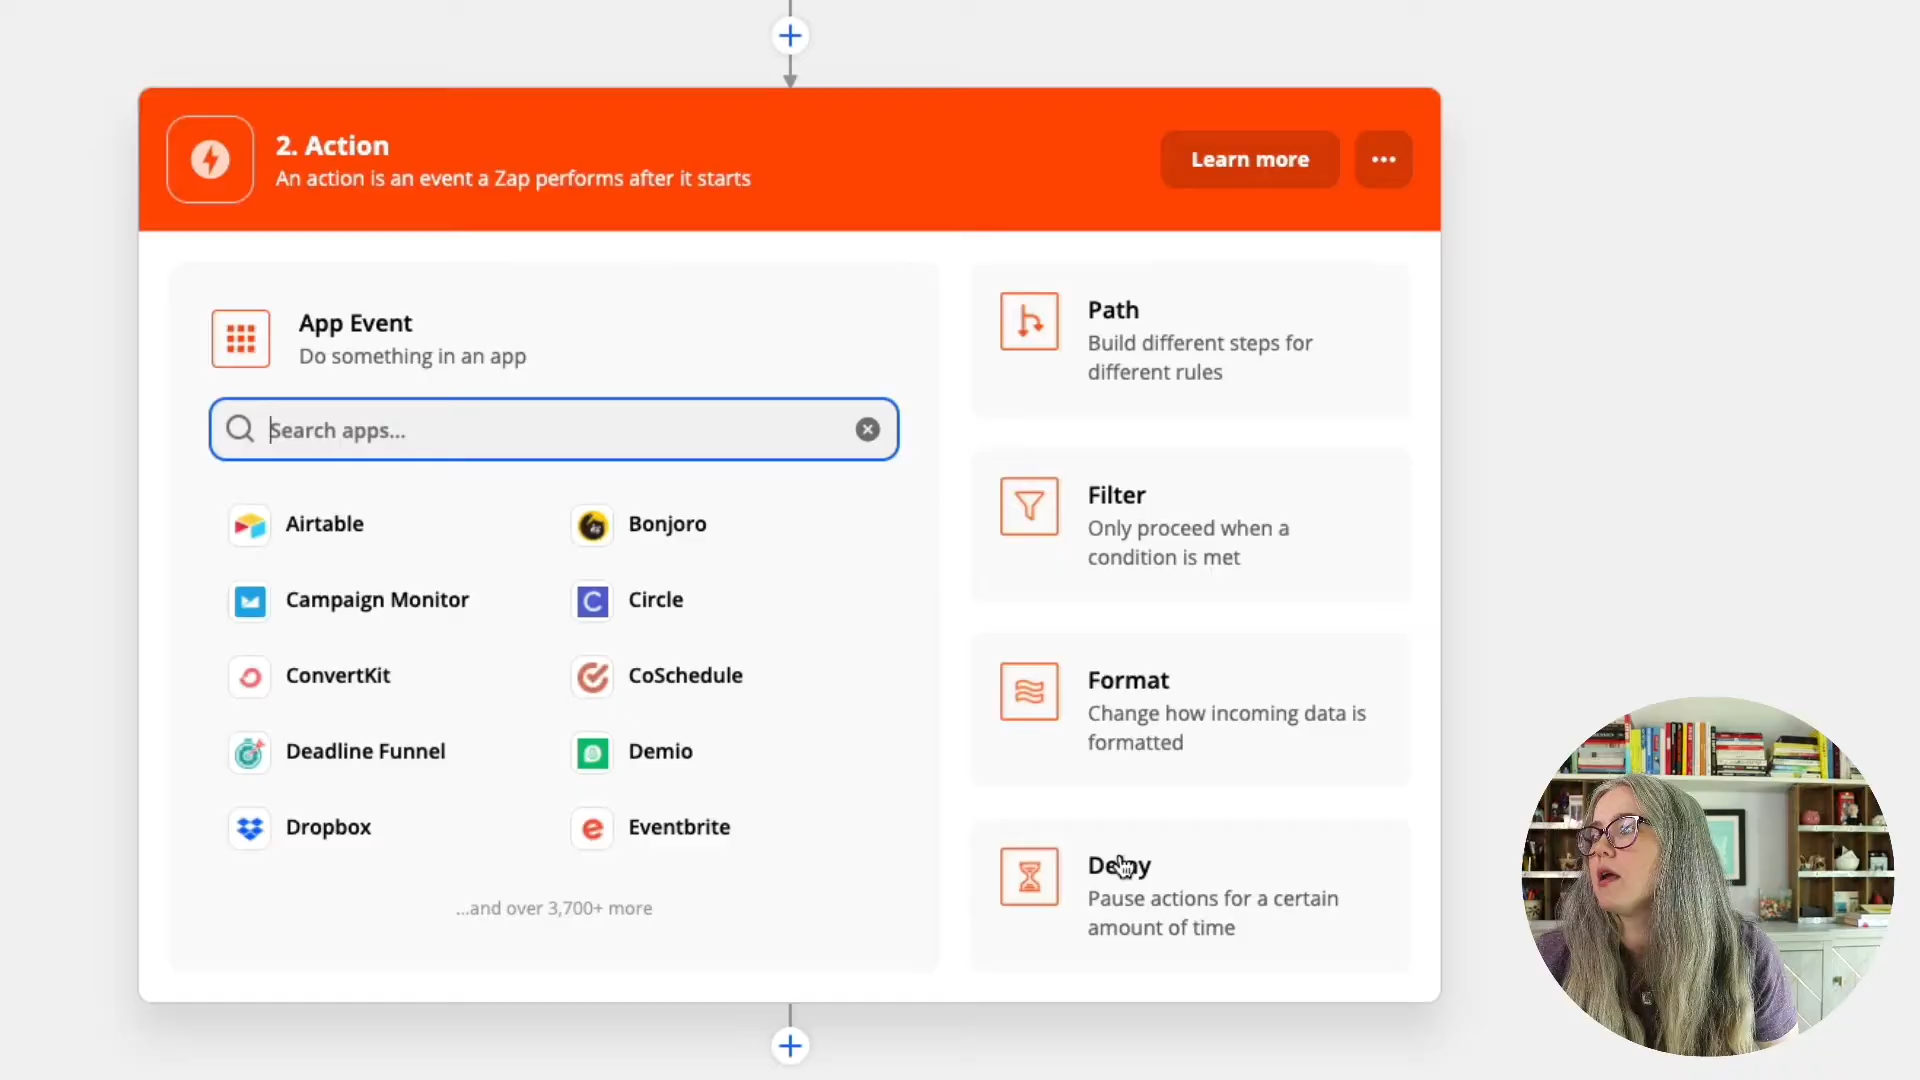 2. Action
An action is an event a Zap performs after it starts
Learn more
App Event
Do something in an app
Search apps...
Airtable
Bonjoro
Campaign Monitor
Circle
ConvertKit
CoSchedule
Deadline Funnel
Demio
Dropbox
Eventbrite
...and over 3,700+ more
Path
Build different steps for
different rules
Filter
Only proceed when a
condition is met
Format
Change how incoming data is
formatted
Delay
Pause actions for a certain
amount of time